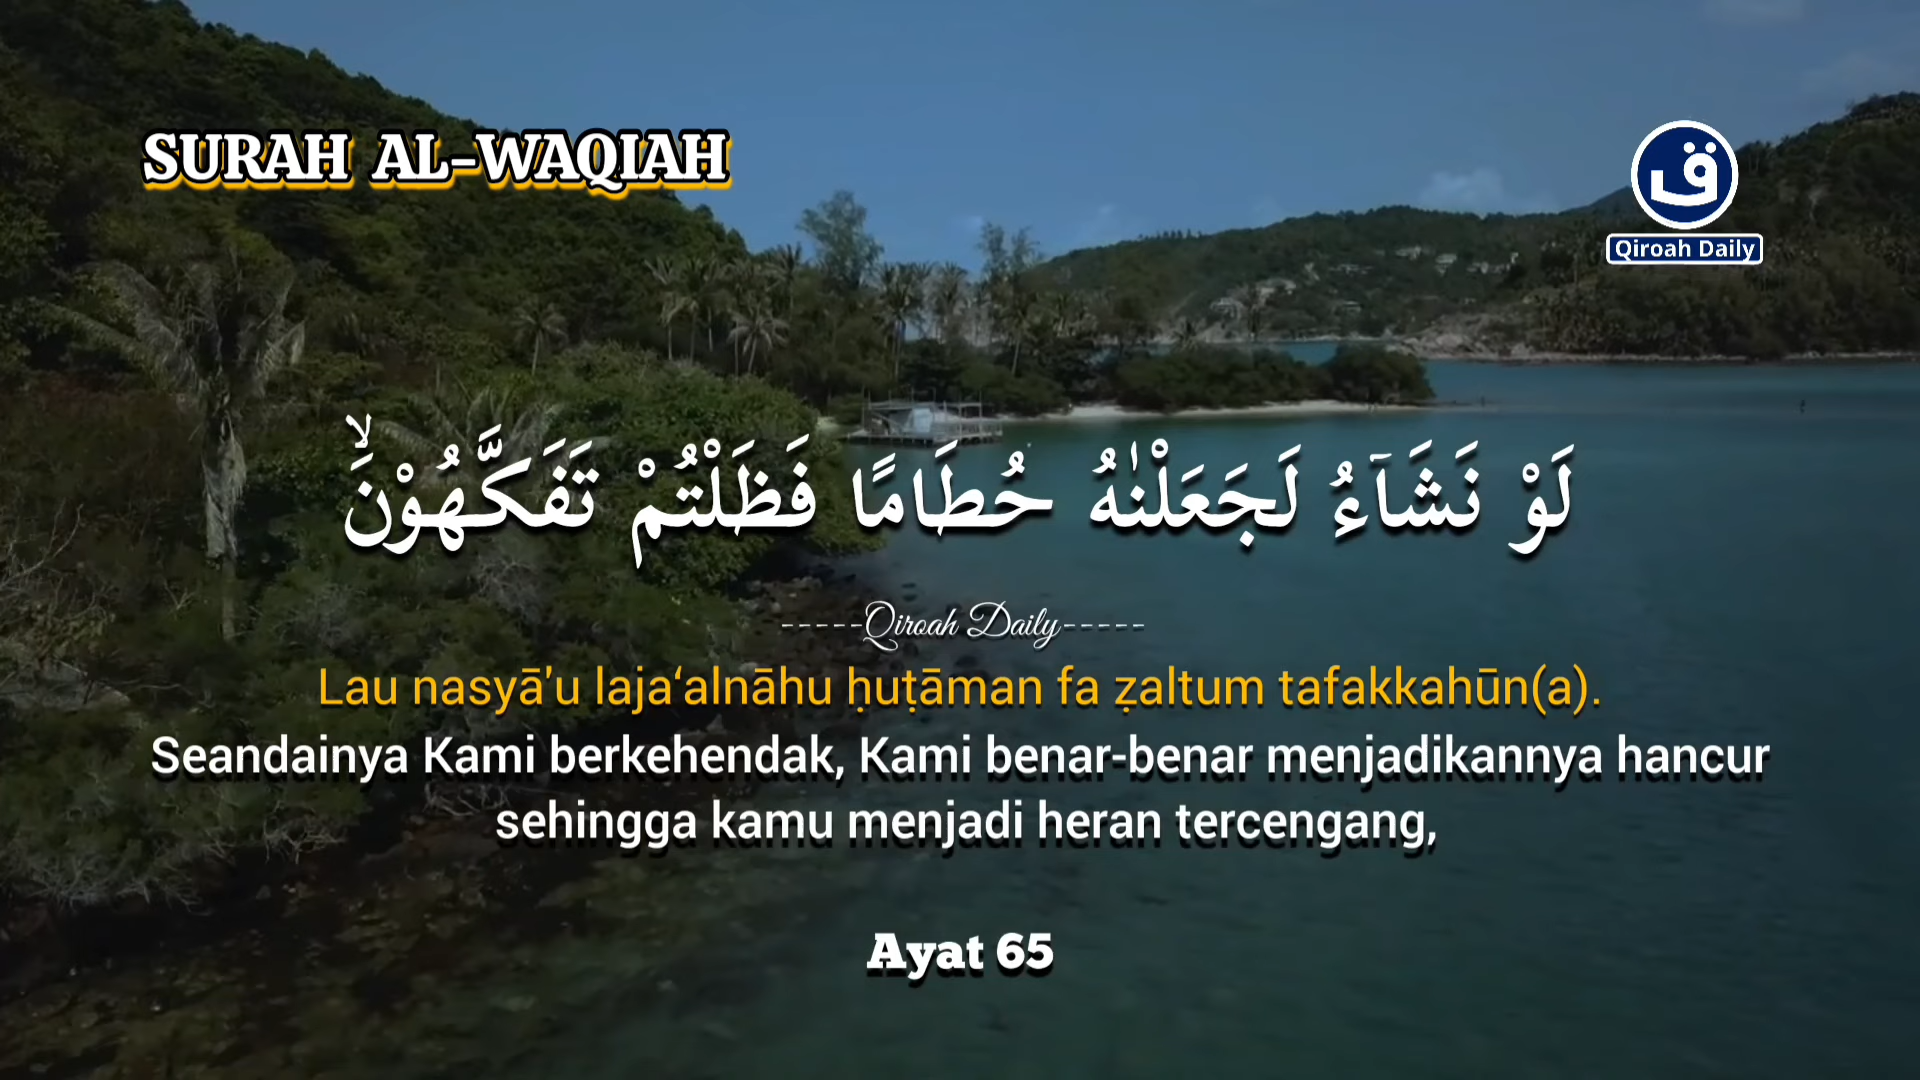 SURAH AL-WAQIAH
ق
Qiroah Daily
لَوْ نَشَاۤءُ لَجَعَلْنٰهُ حُطَامًا فَظَلْتُمْ تَفَكَّهُوْنَۙ
-----Qiroah Daily-----
Lau nasyā'u laja‘alnāhu ḥuṭāman fa ẓaltum tafakkahūn(a).
Seandainya Kami berkehendak, Kami benar-benar menjadikannya hancur
sehingga kamu menjadi heran tercengang,
Ayat 65